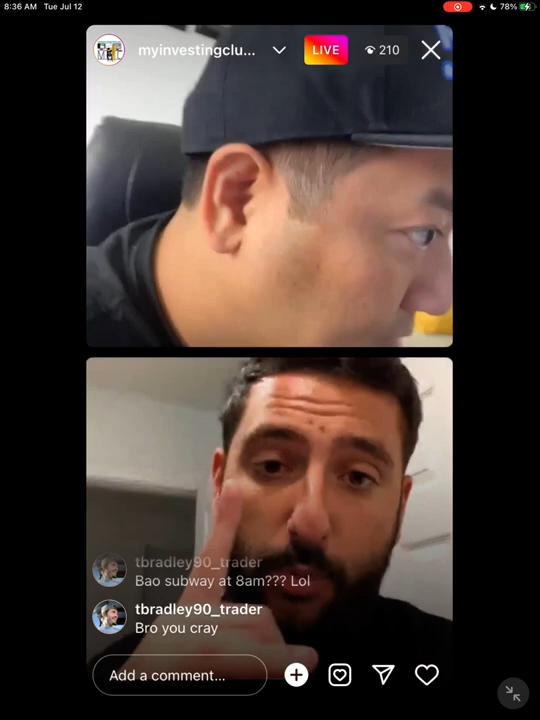 8:36 AM Tue Jul 12
78%
myinvestingclu...
LIVE
210
tbradley90_trader
Bao subway at 8am??? Lol
tbradley90_trader
Bro you cray
Add a comment...